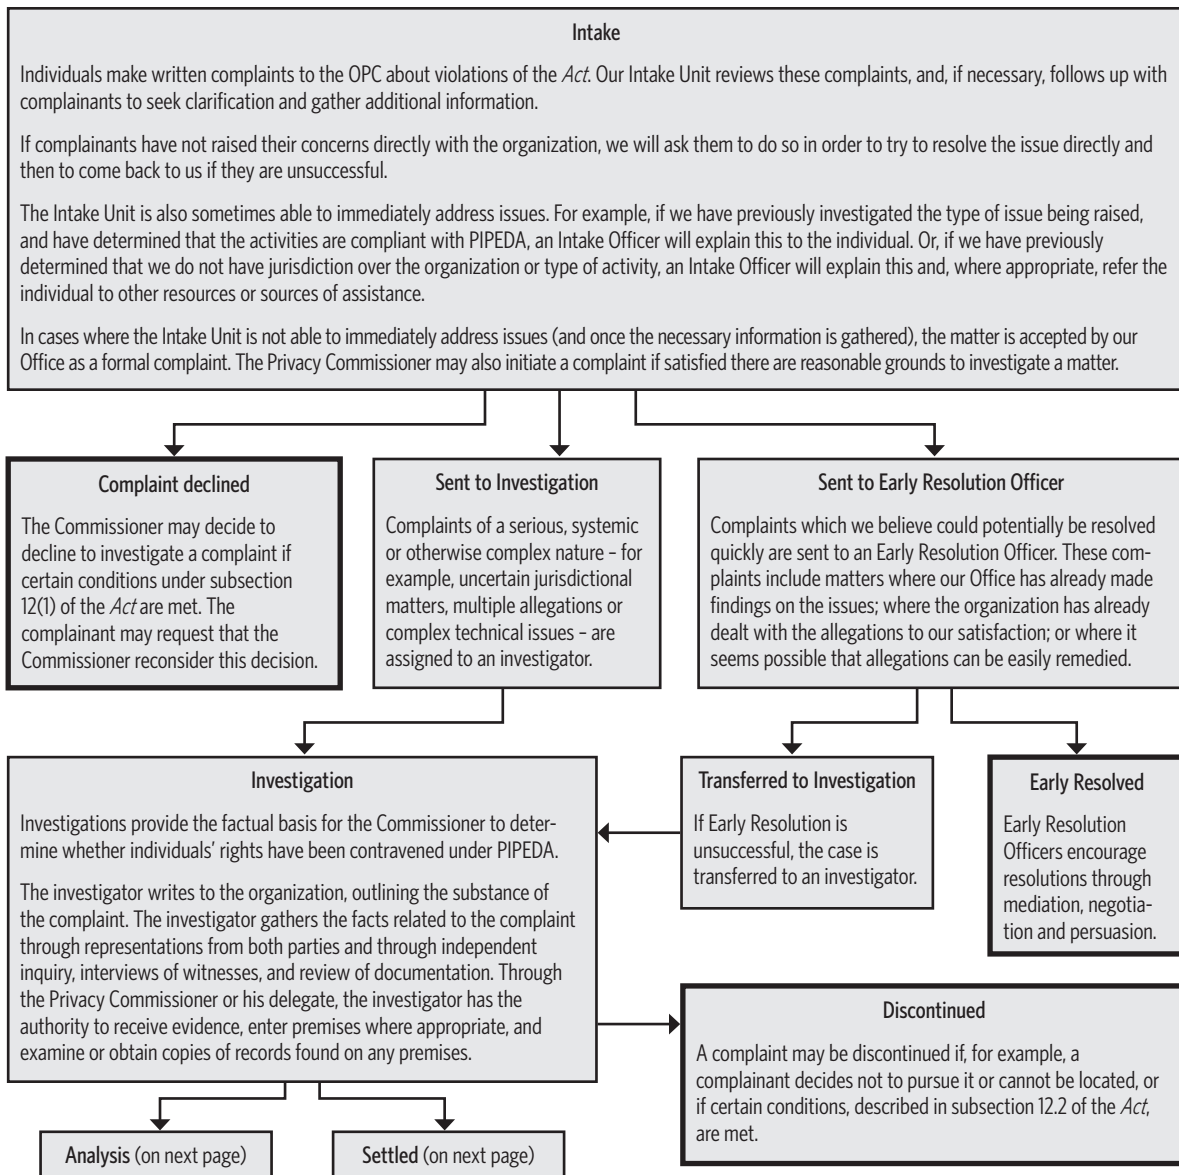 Intake
Individuals make written complaints to the OPC about violations of the Act. Our Intake Unit reviews these complaints, and, if necessary, follows up with
complainants to seek clarification and gather additional information.
If complainants have not raised their concerns directly with the organization, we will ask them to do so in order to try to resolve the issue directly and
then to come back to us if they are unsuccessful.
The Intake Unit is also sometimes able to immediately address issues. For example, if we have previously investigated the type of issue being raised,
and have determined that the activities are compliant with PIPEDA, an Intake Officer will explain this to the individual. Or, if we have previously
determined that we do not have jurisdiction over the organization or type of activity, an Intake Officer will explain this and, where appropriate, refer the
individual to other resources or sources of assistance.
In cases where the Intake Unit is not able to immediately address issues (and once the necessary information is gathered), the matter is accepted by our
Office as a formal complaint. The Privacy Commissioner may also initiate a complaint if satisfied there are reasonable grounds to investigate a matter.
Complaint declined
The Commissioner may decide to
decline to investigate a complaint if
certain conditions under subsection
12(1) of the Act are met. The
complainant may request that the
Commissioner reconsider this decision.
Sent to Investigation
Complaints of a serious, systemic
or otherwise complex nature – for
example, uncertain jurisdictional
matters, multiple allegations or
complex technical issues – are
assigned to an investigator.
Sent to Early Resolution Officer
Complaints which we believe could potentially be resolved
quickly are sent to an Early Resolution Officer. These com-
plaints include matters where our Office has already made
findings on the issues; where the organization has already
dealt with the allegations to our satisfaction; or where it
seems possible that allegations can be easily remedied.
Investigation
Investigations provide the factual basis for the Commissioner to deter-
mine whether individuals' rights have been contravened under PIPEDA.
The investigator writes to the organization, outlining the substance of
the complaint. The investigator gathers the facts related to the complaint
through representations from both parties and through independent
inquiry, interviews of witnesses, and review of documentation. Through
the Privacy Commissioner or his delegate, the investigator has the
authority to receive evidence, enter premises where appropriate, and
examine or obtain copies of records found on any premises.
Transferred to Investigation
If Early Resolution is
unsuccessful, the case is
transferred to an investigator.
Early Resolved
Early Resolution
Officers encourage
resolutions through
mediation, negotia-
tion and persuasion.
Discontinued
A complaint may be discontinued if, for example, a
complainant decides not to pursue it or cannot be located, or
if certain conditions, described in subsection 12.2 of the Act,
are met.
Analysis (on next page)
Settled (on next page)